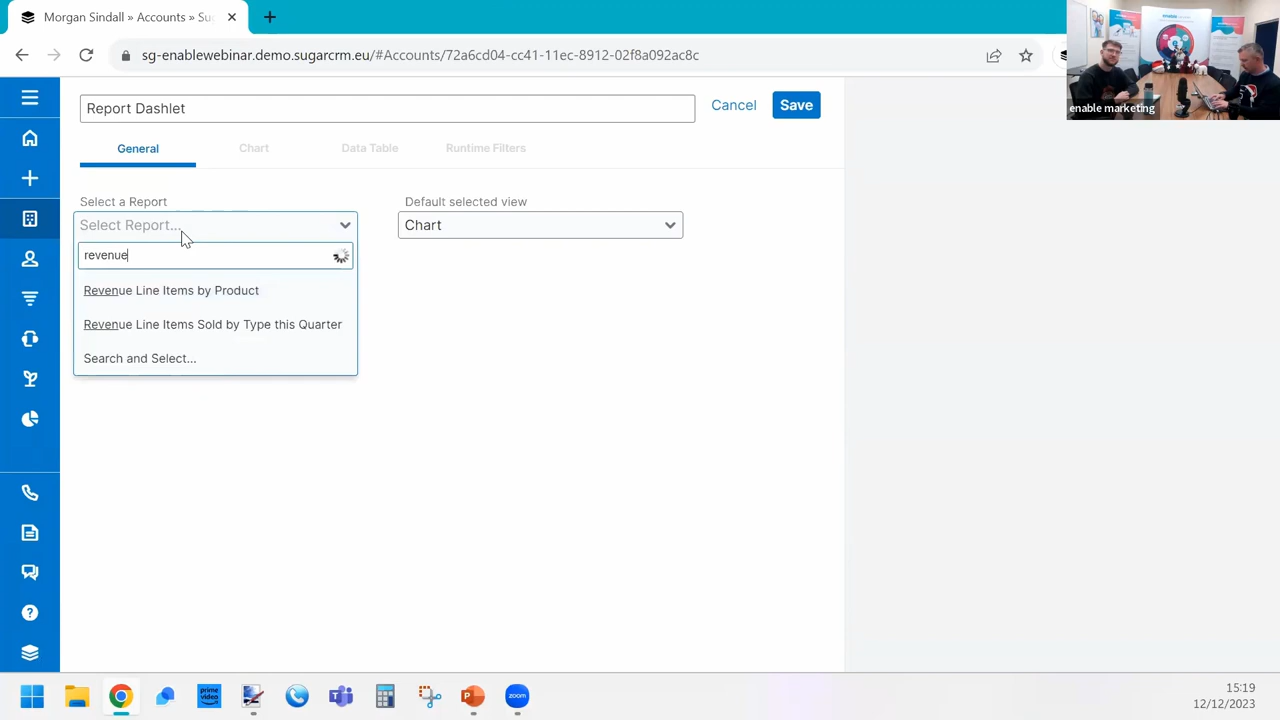 Morgan Sindall » Accounts » Su
sg-enablewebinar.demo.sugarcrm.eu/#Accounts/72a6cd04-cc41-11ec-8912-02f8a092ac8c
enable marketing
Report Dashlet
Cancel
Save
General
Chart
Data Table
Runtime Filters
Select a Report
Default selected view
Select Report...
Chart
revenue
Revenue Line Items by Product
Revenue Line Items Sold by Type this Quarter
Search and Select...
prime video
zoom
15:19
12/12/2023